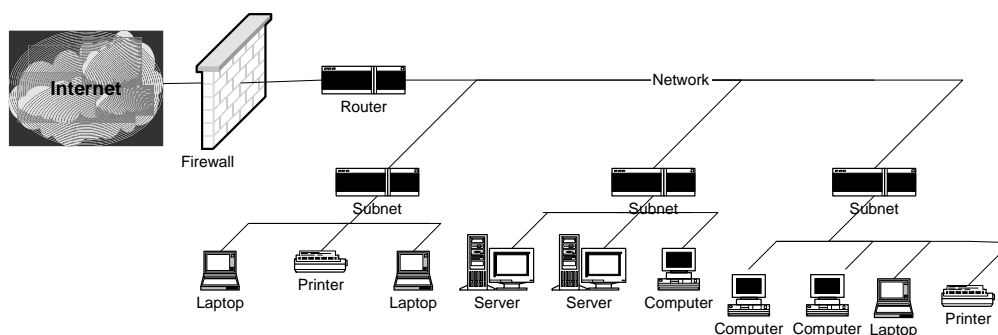 Internet
Firewall
Router
Network
Subnet
Subnet
Subnet
Laptop
Printer
Laptop
Server
Server
Computer
Computer
Computer
Laptop
Printer